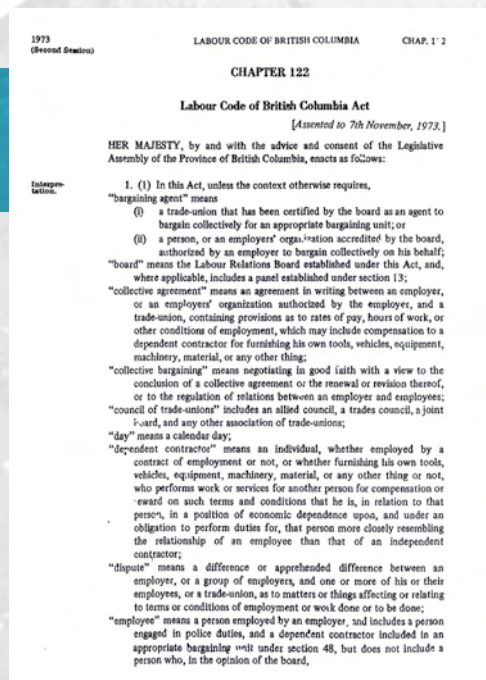 1973
(Second Session)
LABOUR CODE OF BRITISH COLUMBIA
CHAP. 1 2
CHAPTER 122
Labour Code of British Columbia Act
[Assented to 7th November, 1973.]
HER MAJESTY, by and with the advice and consent of the Legislative
Assembly of the Province of British Columbia, enacts as follows:
Interpre-
tation.
1. (1) In this Act, unless the context otherwise requires,
"bargaining agent" means
(i) a trade-union that has been certified by the board as an agent to
bargain collectively for an appropriate bargaining unit; or
(ii) a person, or an employers' organization accredited by the board,
authorized by an employer to bargain collectively on his behalf;
"board" means the Labour Relations Board established under this Act, and,
where applicable, includes a panel established under section 13;
"collective agreement" means an agreement in writing between an employer,
or an employers' organization authorized by the employer, and a
trade-union, containing provisions as to rates of pay, hours of work, or
other conditions of employment, which may include compensation to a
dependent contractor for furnishing his own tools, vehicles, equipment,
machinery, material, or any other thing;
"collective bargaining" means negotiating in good faith with a view to the
conclusion of a collective agreement or the renewal or revision thereof,
or to the regulation of relations between an employer and employees;
"council of trade-unions" includes an allied council, a trades council, a joint
board, and any other association of trade-unions;
"day" means a calendar day;
"dependent contractor" means an individual, whether employed by a
contract of employment or not, or whether furnishing his own tools,
vehicles, equipment, machinery, material, or any other thing or not,
who performs work or services for another person for compensation or
reward on such terms and conditions that he is, in relation to that
person, in a position of economic dependence upon, and under an
obligation to perform duties for, that person more closely resembling
the relationship of an employee than that of an independent
contractor;
"dispute" means a difference or apprehended difference between an
employer, or a group of employers, and one or more of his or their
employees, or a trade-union, as to matters or things affecting or relating
to terms or conditions of employment or work done or to be done;
"employee" means a person employed by an employer, and includes a person
engaged in police duties, and a dependent contractor included in an
appropriate bargaining unit under section 48, but does not include a
person who, in the opinion of the board,